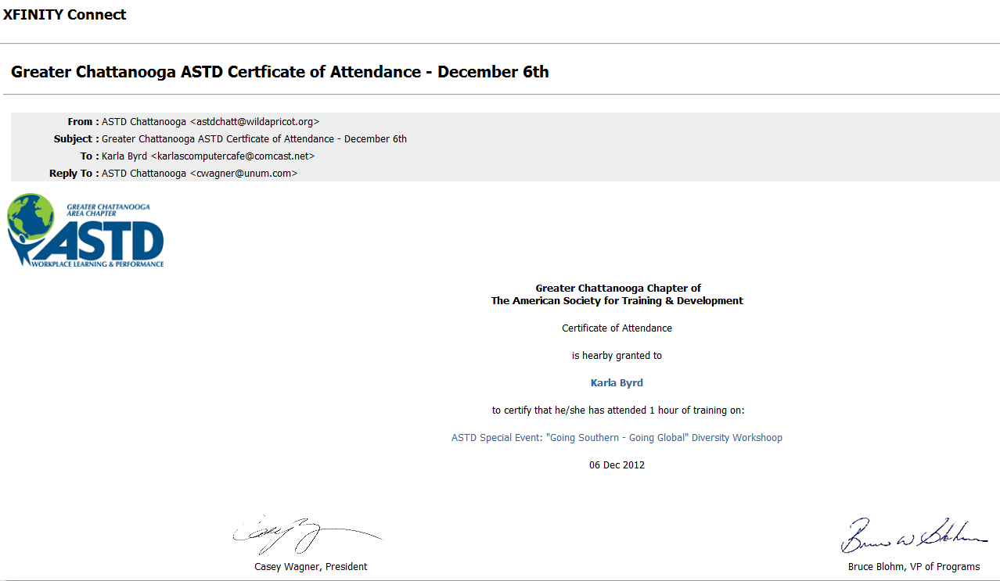 XFINITY Connect
Greater Chattanooga ASTD Certficate of Attendance - December 6th
From : ASTD Chattanooga <astdchatt@wildapricot.org>
Subject : Greater Chattanooga ASTD Certficate of Attendance - December 6th
To : Karla Byrd <karlascomputercafe@comcast.net>
Reply To : ASTD Chattanooga <cwagner@unum.com>
GREATER CHATTANOOGA
AREA CHAPTER
ASTD
WORKPLACE LEARNING & PERFORMANCE
Greater Chattanooga Chapter of
The American Society for Training & Development
Certificate of Attendance
is hearby granted to
Karla Byrd
to certify that he/she has attended 1 hour of training on:
ASTD Special Event: "Going Southern - Going Global" Diversity Workshoop
06 Dec 2012
Bruce W Blohm
Casey Wagner, President
Bruce Blohm, VP of Programs